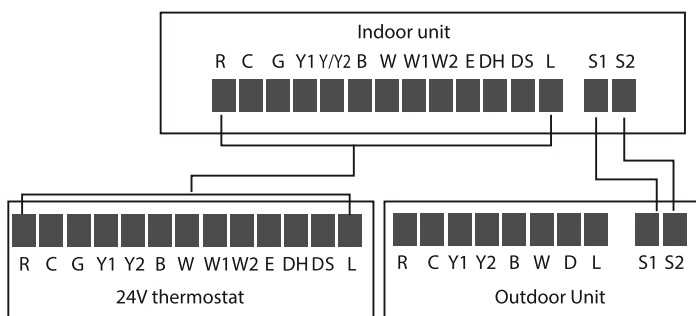 Indoor unit
R C G Y1 Y/Y2 B W W1 W2 E DH DS L S1 S2
R C G Y1 Y2 B W W1 W2 E DH DS L
24V thermostat
R C Y1 Y2 B W D L S1 S2
Outdoor Unit